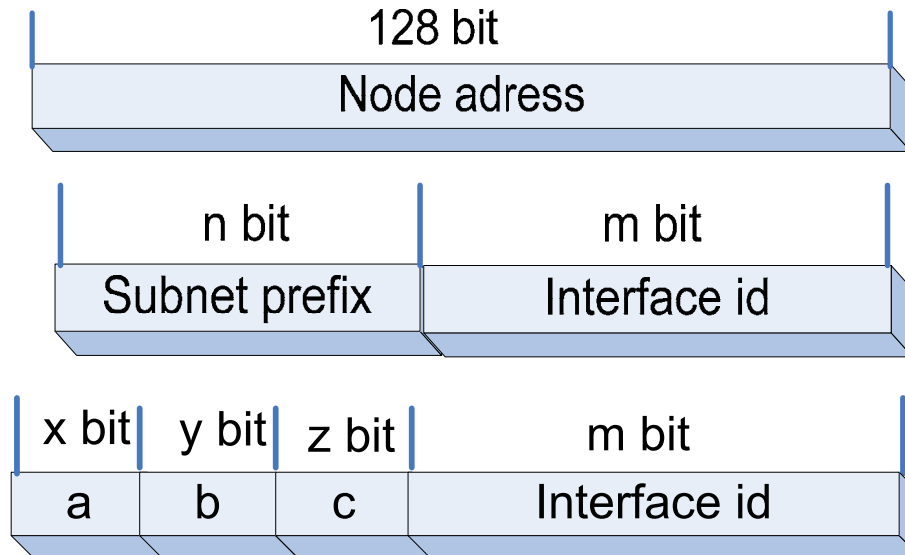 128 bit
Node adress
n bit m bit
Subnet prefix Interface id
x bit y bit z bit m bit
a b c Interface id